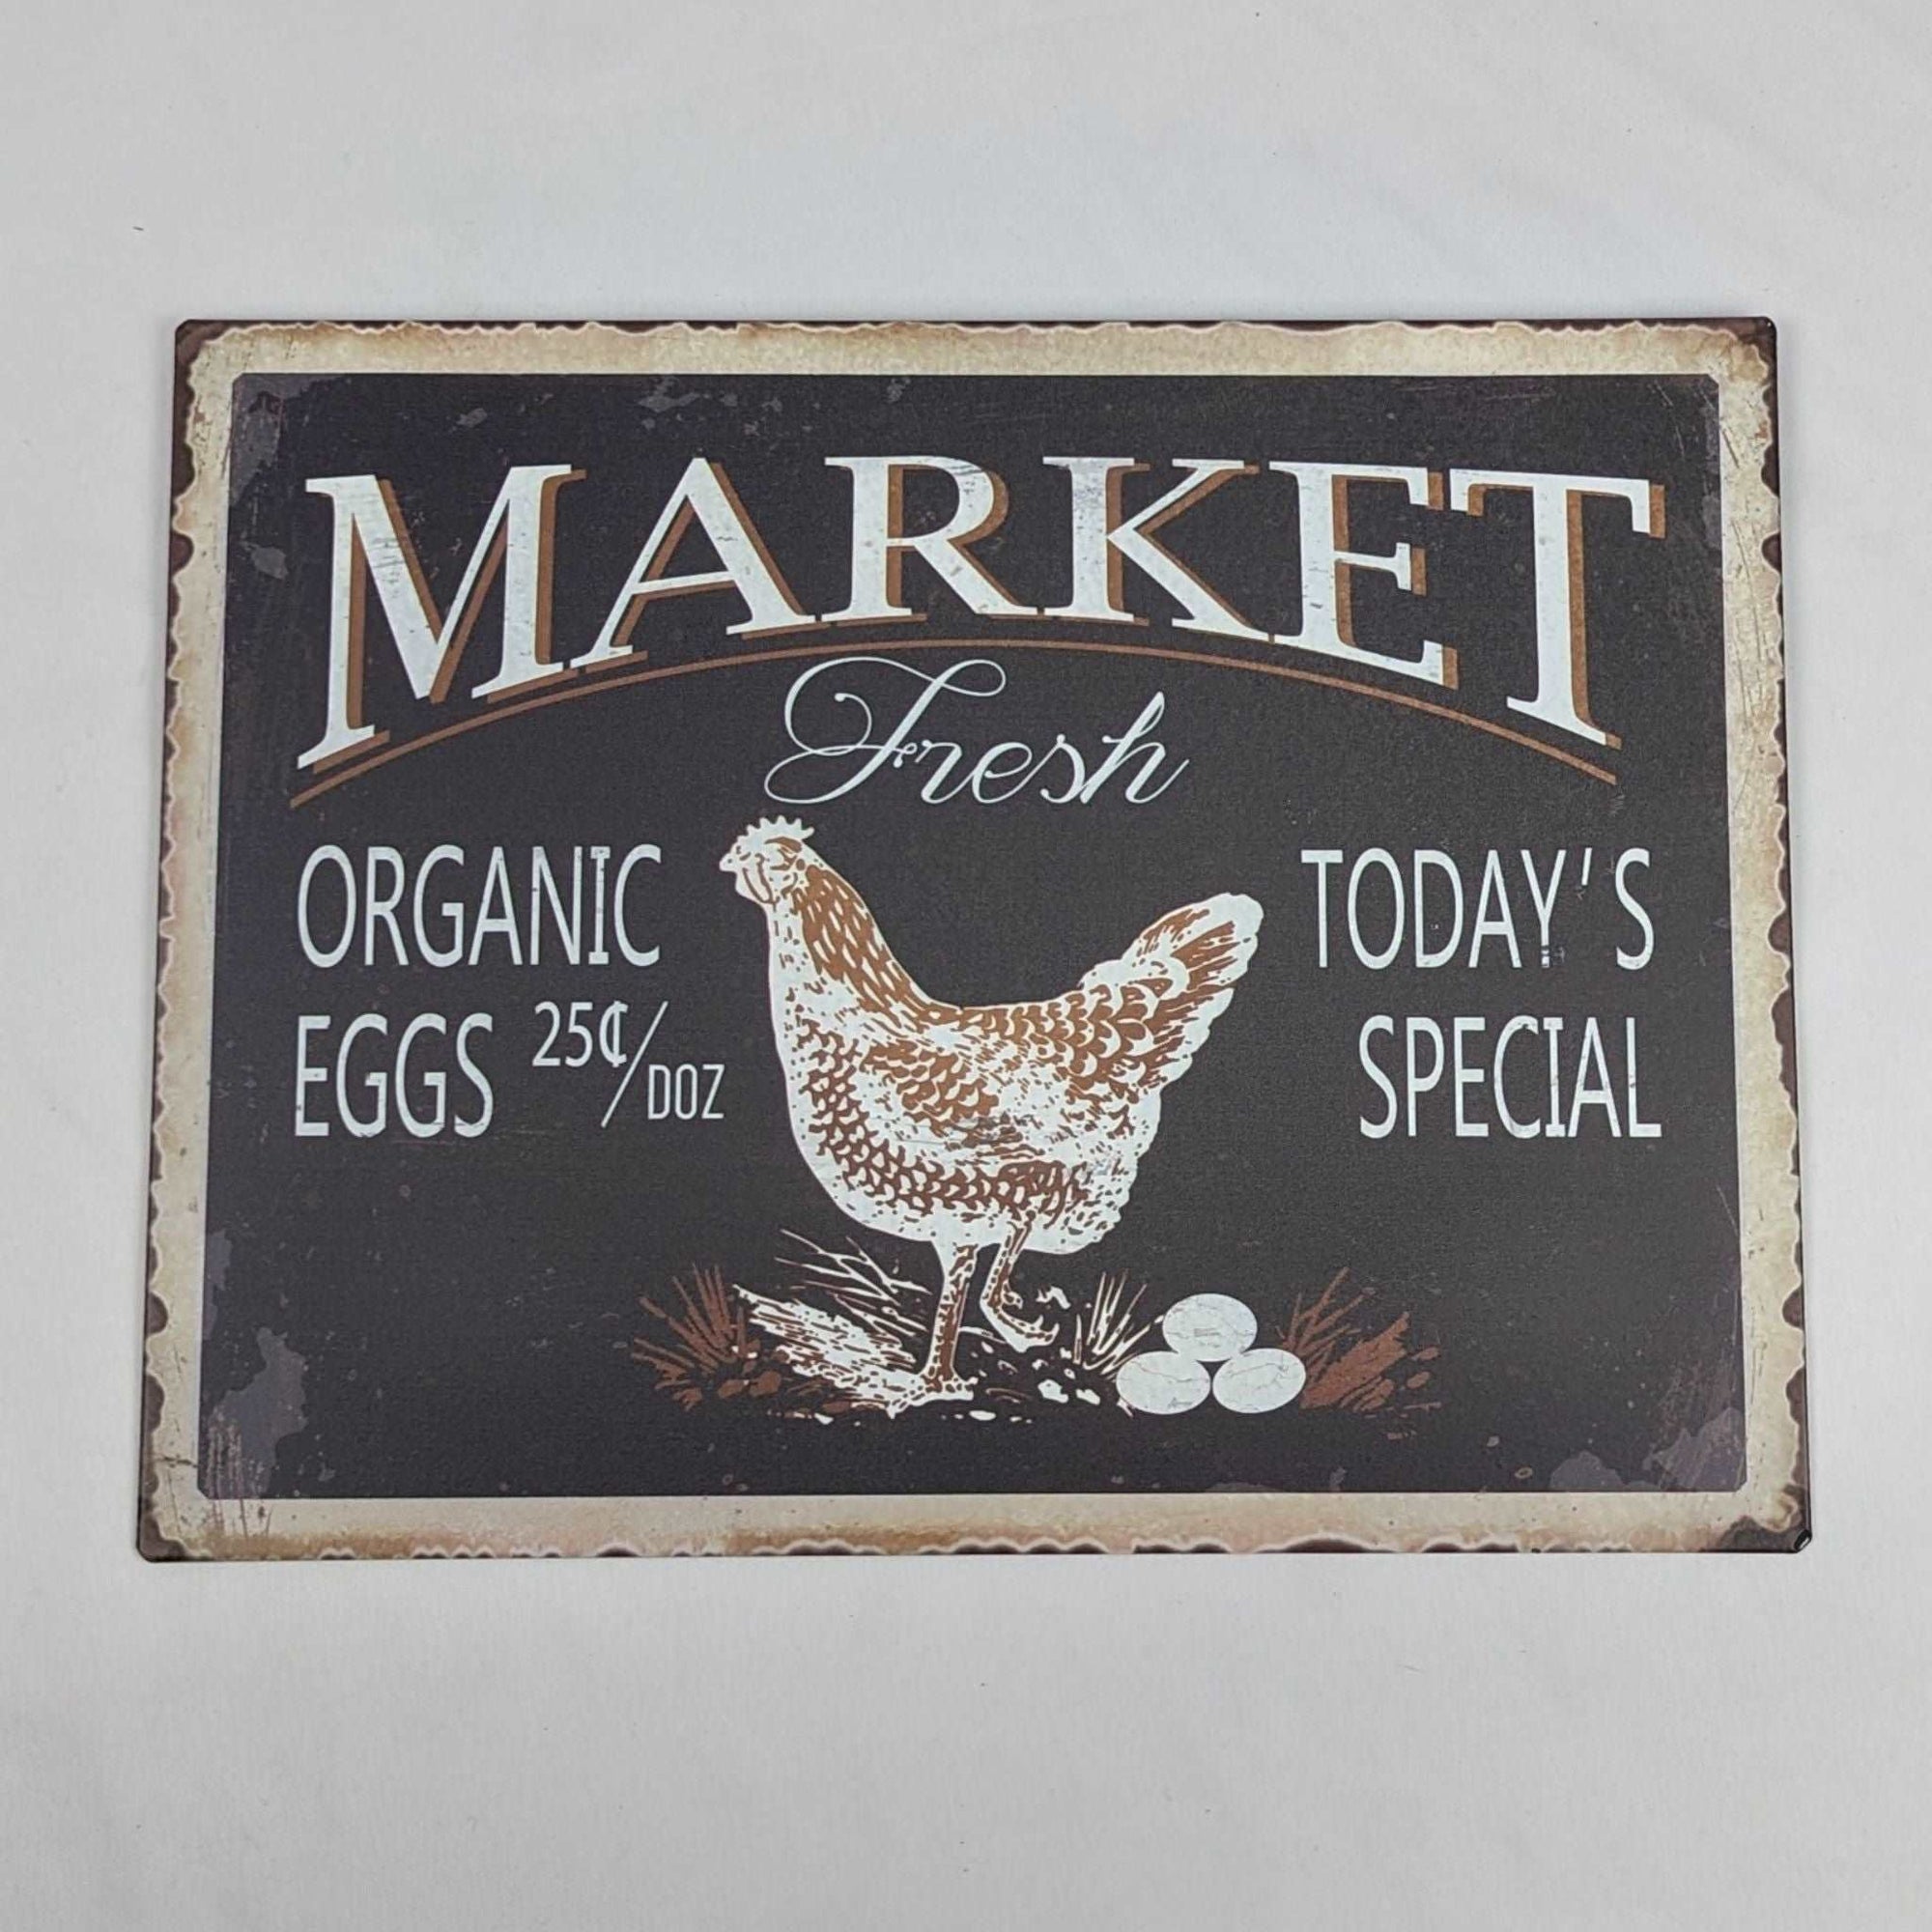 MARKET
Fresh
ORGANIC
EGGS 25¢/DOZ
TODAY'S
SPECIAL